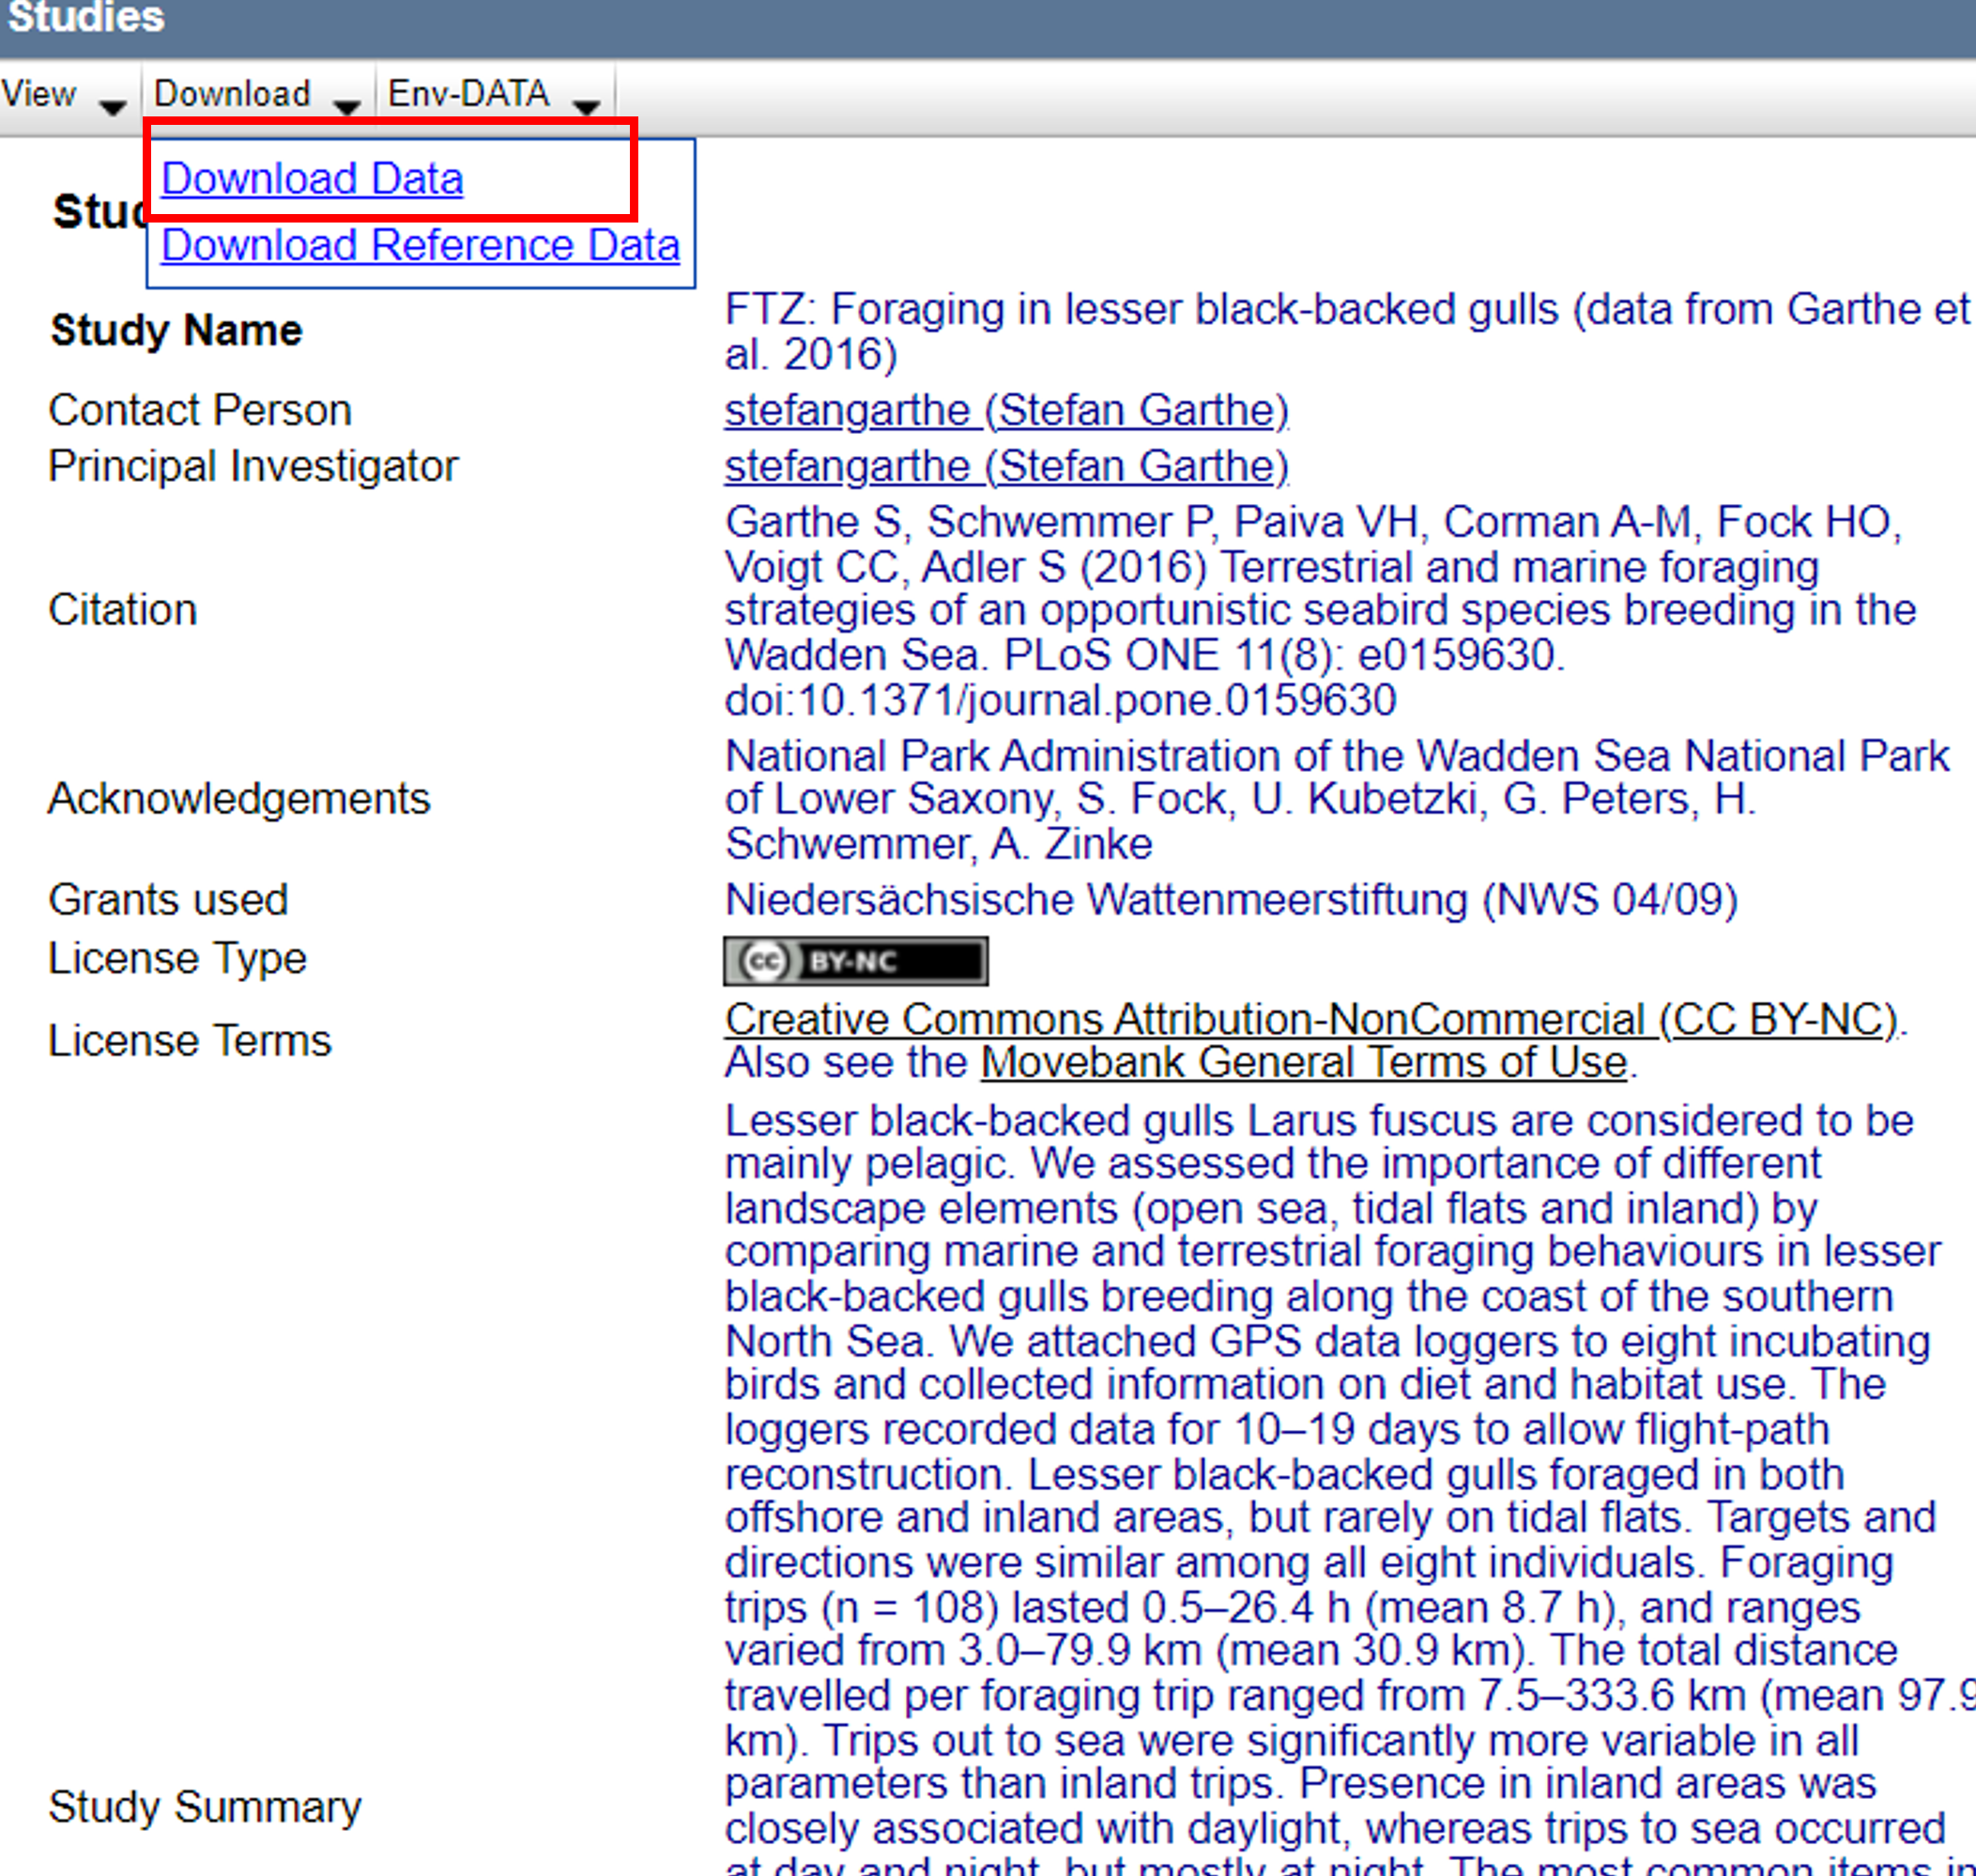 Studies
View
Download
Env-DATA
Download Data
Download Reference Data
Study Name
FTZ: Foraging in lesser black-backed gulls (data from Garthe et
al. 2016)
Contact Person
stefangarthe (Stefan Garthe)
Principal Investigator
stefangarthe (Stefan Garthe)
Citation
Garthe S, Schwemmer P, Paiva VH, Corman A-M, Fock HO,
Voigt CC, Adler S (2016) Terrestrial and marine foraging
strategies of an opportunistic seabird species breeding in the
Wadden Sea. PLoS ONE 11(8): e0159630.
doi:10.1371/journal.pone.0159630
Acknowledgements
National Park Administration of the Wadden Sea National Park
of Lower Saxony, S. Fock, U. Kubetzki, G. Peters, H.
Schwemmer, A. Zinke
Grants used
Niedersächsische Wattenmeerstiftung (NWS 04/09)
License Type
cc BY-NC
License Terms
Creative Commons Attribution-NonCommercial (CC BY-NC).
Also see the Movebank General Terms of Use.
Study Summary
Lesser black-backed gulls Larus fuscus are considered to be
mainly pelagic. We assessed the importance of different
landscape elements (open sea, tidal flats and inland) by
comparing marine and terrestrial foraging behaviours in lesser
black-backed gulls breeding along the coast of the southern
North Sea. We attached GPS data loggers to eight incubating
birds and collected information on diet and habitat use. The
loggers recorded data for 10–19 days to allow flight-path
reconstruction. Lesser black-backed gulls foraged in both
offshore and inland areas, but rarely on tidal flats. Targets and
directions were similar among all eight individuals. Foraging
trips (n = 108) lasted 0.5–26.4 h (mean 8.7 h), and ranges
varied from 3.0–79.9 km (mean 30.9 km). The total distance
travelled per foraging trip ranged from 7.5–333.6 km (mean 97.9
km). Trips out to sea were significantly more variable in all
parameters than inland trips. Presence in inland areas was
closely associated with daylight, whereas trips to sea occurred
at day and night, but mostly at night. The most common items in